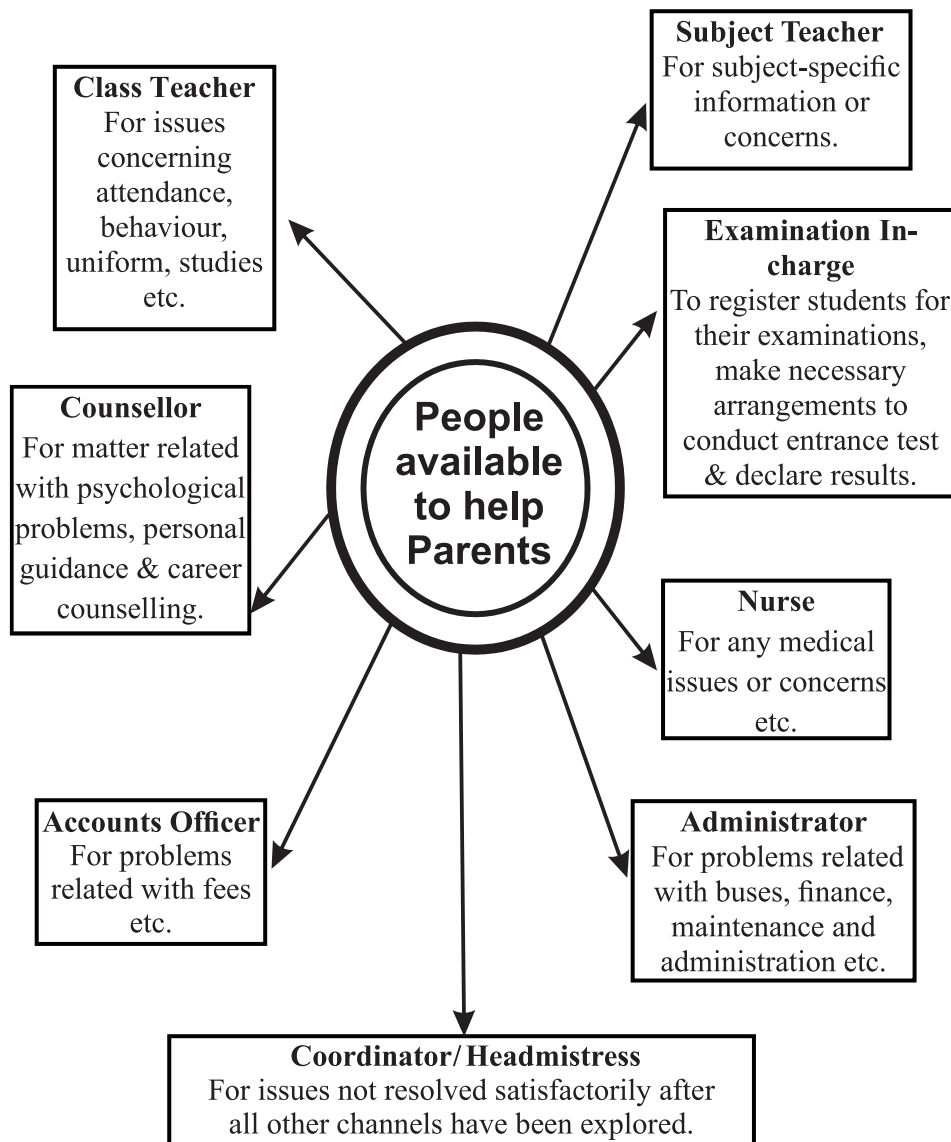 Subject Teacher
For subject-specific
information or
concerns.
Class Teacher
For issues
concerning
attendance,
behaviour,
uniform, studies
etc.
Examination In-
charge
To register students for
their examinations,
make necessary
arrangements to
conduct entrance test
& declare results.
People
available
to help
Parents
Counsellor
For matter related
with psychological
problems, personal
guidance & career
counselling.
Nurse
For any medical
issues or concerns
etc.
Accounts Officer
For problems
related with fees
etc.
Administrator
For problems related
with buses, finance,
maintenance and
administration etc.
Coordinator/ Headmistress
For issues not resolved satisfactorily after
all other channels have been explored.